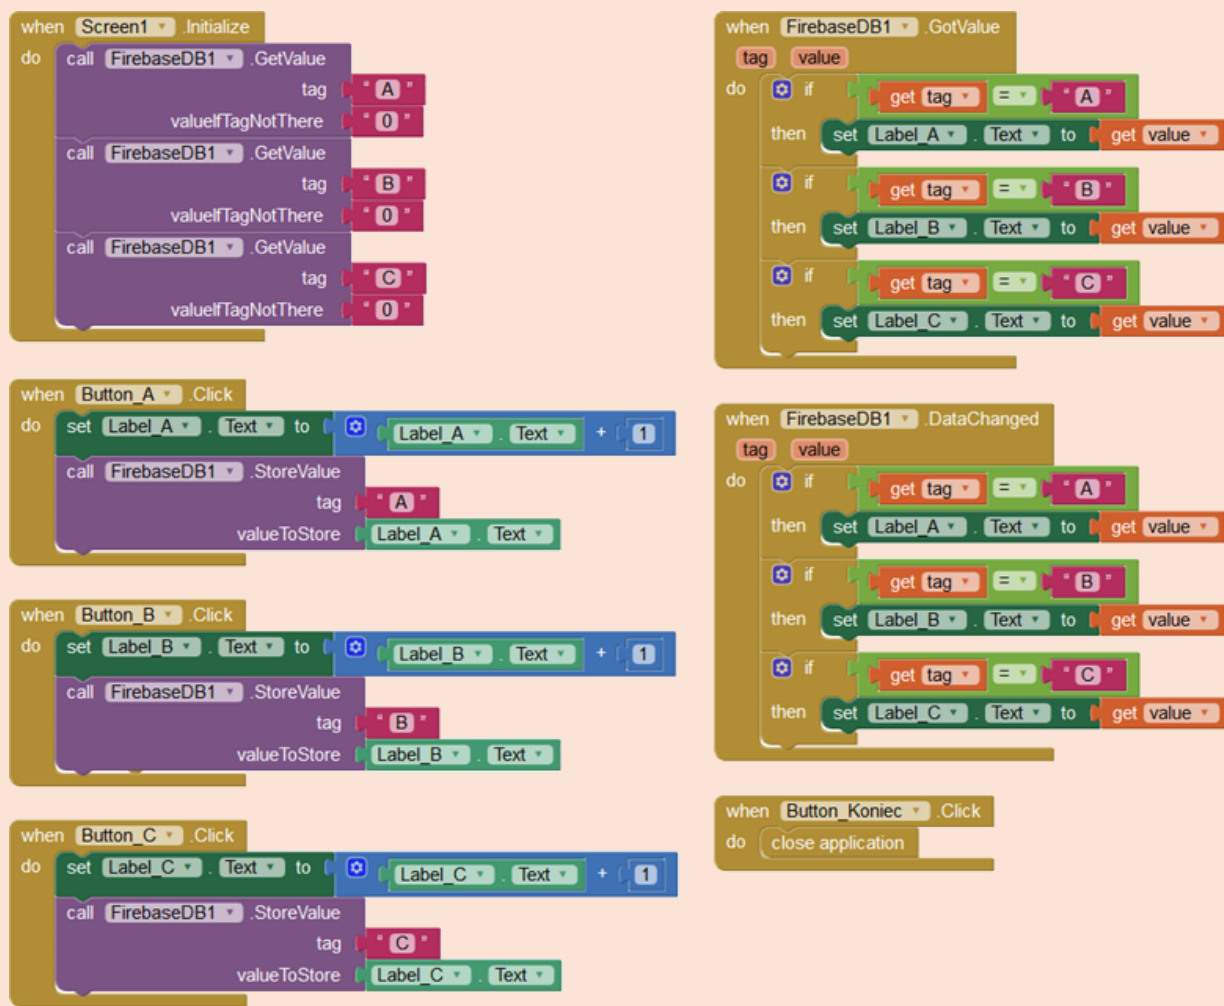 when Screen1 .Initialize
do call FirebaseDB1 .GetValue
tag " A "
valueIfTagNotThere " 0 "
call FirebaseDB1 .GetValue
tag " B "
valueIfTagNotThere " 0 "
call FirebaseDB1 .GetValue
tag " C "
valueIfTagNotThere " 0 "
when Button_A .Click
do set Label_A . Text to Label_A . Text + 1
call FirebaseDB1 .StoreValue
tag " A "
valueToStore Label_A . Text
when Button_B .Click
do set Label_B . Text to Label_B . Text + 1
call FirebaseDB1 .StoreValue
tag " B "
valueToStore Label_B . Text
when Button_C .Click
do set Label_C . Text to Label_C . Text + 1
call FirebaseDB1 .StoreValue
tag " C "
valueToStore Label_C . Text
when FirebaseDB1 .GotValue
tag value
do if get tag = " A "
then set Label_A . Text to get value
if get tag = " B "
then set Label_B . Text to get value
if get tag = " C "
then set Label_C . Text to get value
when FirebaseDB1 .DataChanged
tag value
do if get tag = " A "
then set Label_A . Text to get value
if get tag = " B "
then set Label_B . Text to get value
if get tag = " C "
then set Label_C . Text to get value
when Button_Koniec .Click
do close application